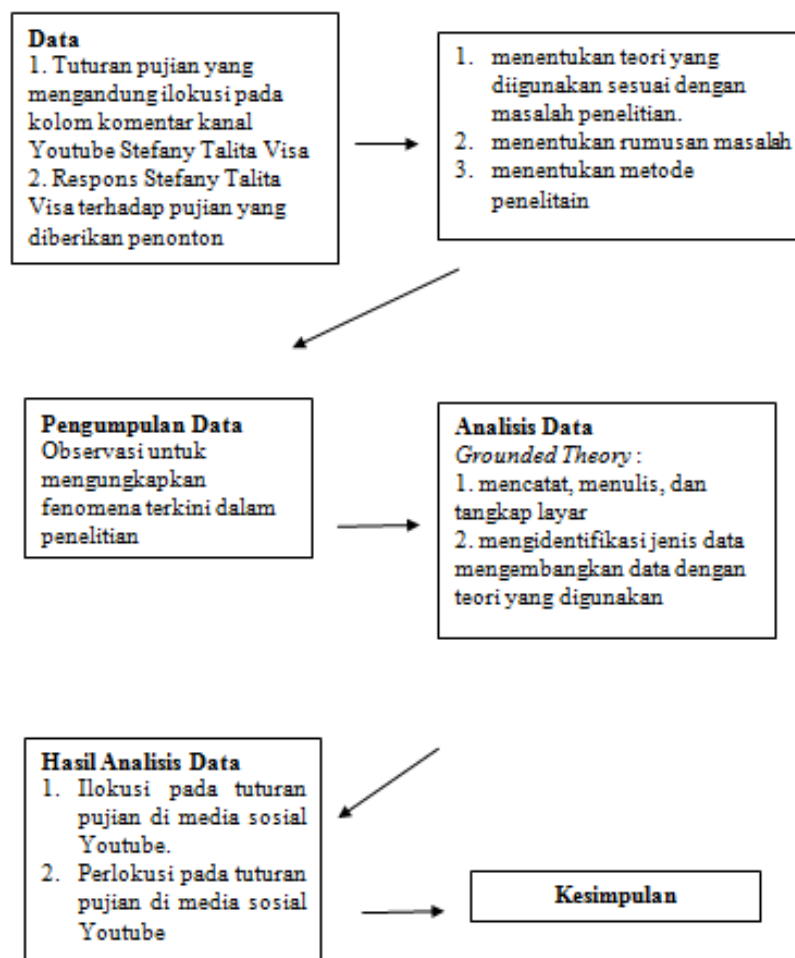 Data
1. Tuturan pujian yang
mengandung ilokusi pada
kolom komentar kanal
Youtube Stefany Talita Visa
2. Respons Stefany Talita
Visa terhadap pujian yang
diberikan penonton
1. menentukan teori yang
diigunakan sesuai dengan
masalah penelitian.
2. menentukan rumusan masalah
3. menentukan metode
penelitain
Pengumpulan Data
Observasi untuk
mengungkapkan
fenomena terkini dalam
penelitian
Analisis Data
Grounded Theory :
1. mencatat, menulis, dan
tangkap layar
2. mengidentifikasi jenis data
mengembangkan data dengan
teori yang digunakan
Hasil Analisis Data
1. Ilokusi pada tuturan
pujian di media sosial
Youtube.
2. Perlokusi pada tuturan
pujian di media sosial
Youtube
Kesimpulan